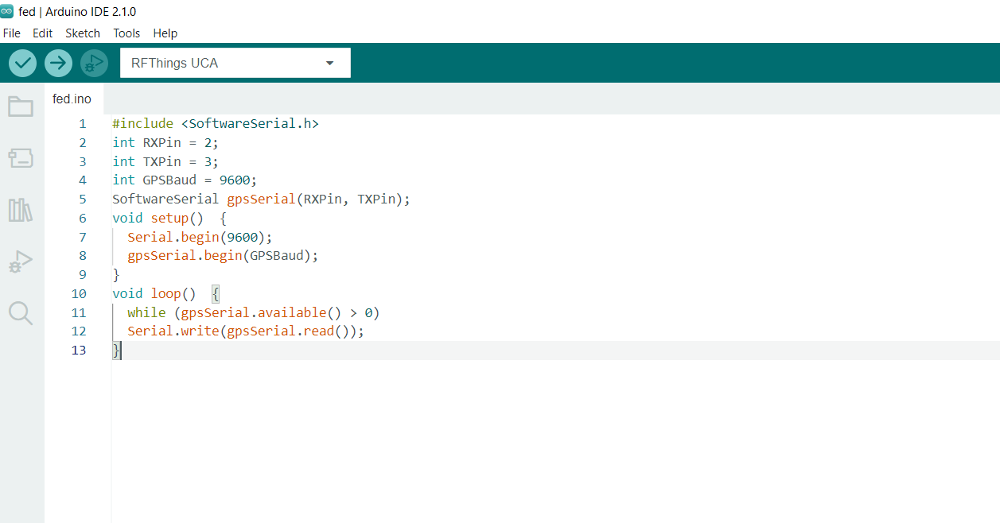 fed | Arduino IDE 2.1.0
File Edit Sketch Tools Help
RFThings UCA
fed.ino
1 #include <SoftwareSerial.h>
2 int RXPin = 2;
3 int TXPin = 3;
4 int GPSBaud = 9600;
5 SoftwareSerial gpsSerial(RXPin, TXPin);
6 void setup()  {
7   Serial.begin(9600);
8   gpsSerial.begin(GPSBaud);
9 }
10 void loop()  {
11   while (gpsSerial.available() > 0)
12   Serial.write(gpsSerial.read());
13 }